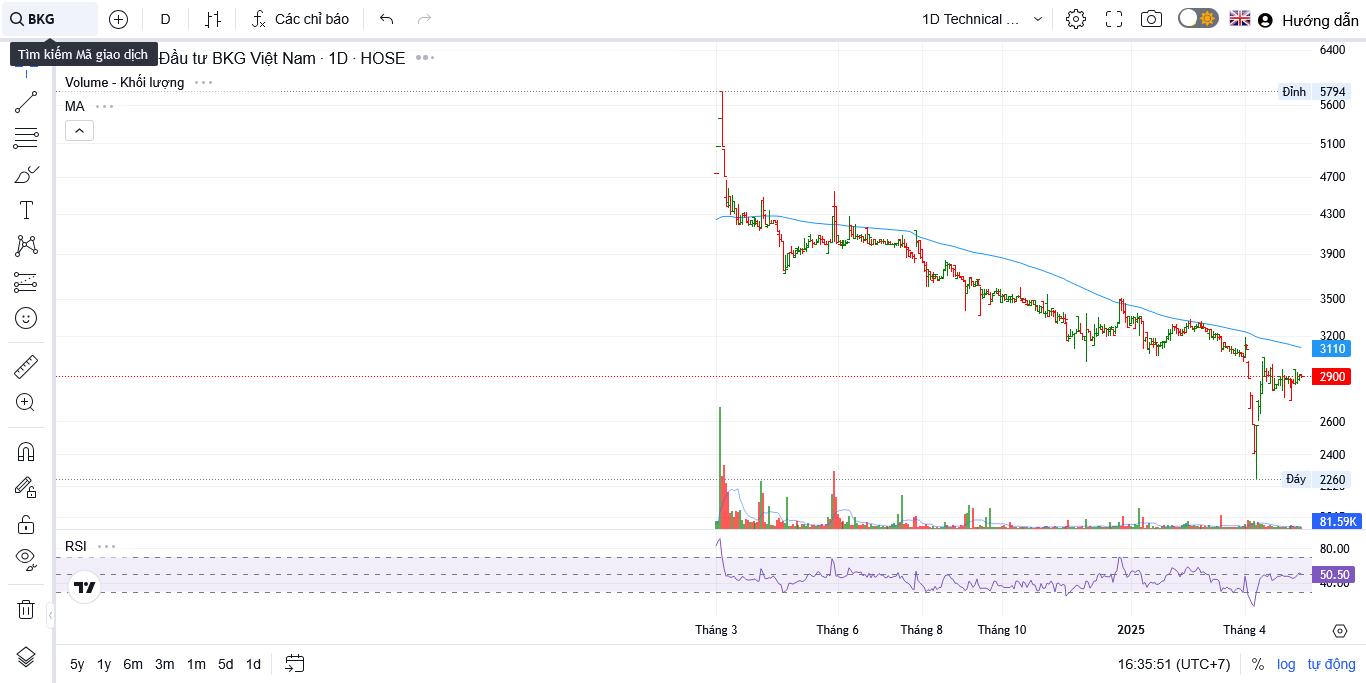 BKG
D
Các chỉ báo
1D Technical ...
Hướng dẫn
Tìm kiếm Mã giao dịch
Đầu tư BKG Việt Nam · 1D · HOSE
Volume - Khối lượng
MA
6400
Đỉnh 5794
5600
5100
4700
4300
3900
3500
3200
3110
2900
2600
2400
Đáy 2260
81.59K
RSI
80.00
50.50
40.00
Tháng 3
Tháng 6
Tháng 8
Tháng 10
2025
Tháng 4
5y 1y 6m 3m 1m 5d 1d
16:35:51 (UTC+7)
% log tự động